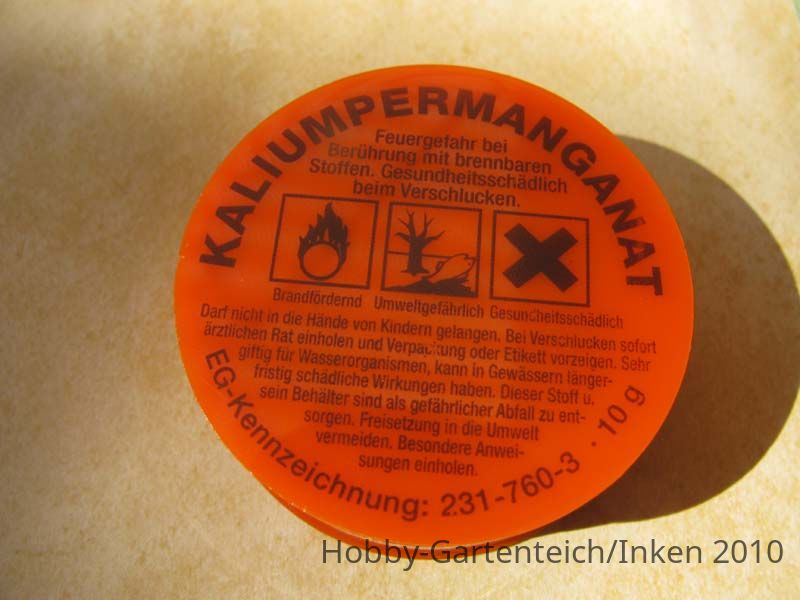 KALIUMPERMANGANAT
Feuergefahr bei
Berührung mit brennbaren
Stoffen. Gesundheitsschädlich
beim Verschlucken.
Brandfördernd Umweltgefährlich Gesundheitsschädlich
Darf nicht in die Hände von Kindern gelangen. Bei Verschlucken sofort
ärztlichen Rat einholen und Verpackung oder Etikett vorzeigen. Sehr
giftig für Wasserorganismen, kann in Gewässern länger-
fristig schädliche Wirkungen haben. Dieser Stoff u.
sein Behälter sind als gefährlicher Abfall zu ent-
sorgen. Freisetzung in die Umwelt
vermeiden. Besondere Anwei-
sungen einholen.
EG-Kennzeichnung: 231-760-3 · 10 g
Hobby-Gartenteich/Inken 2010